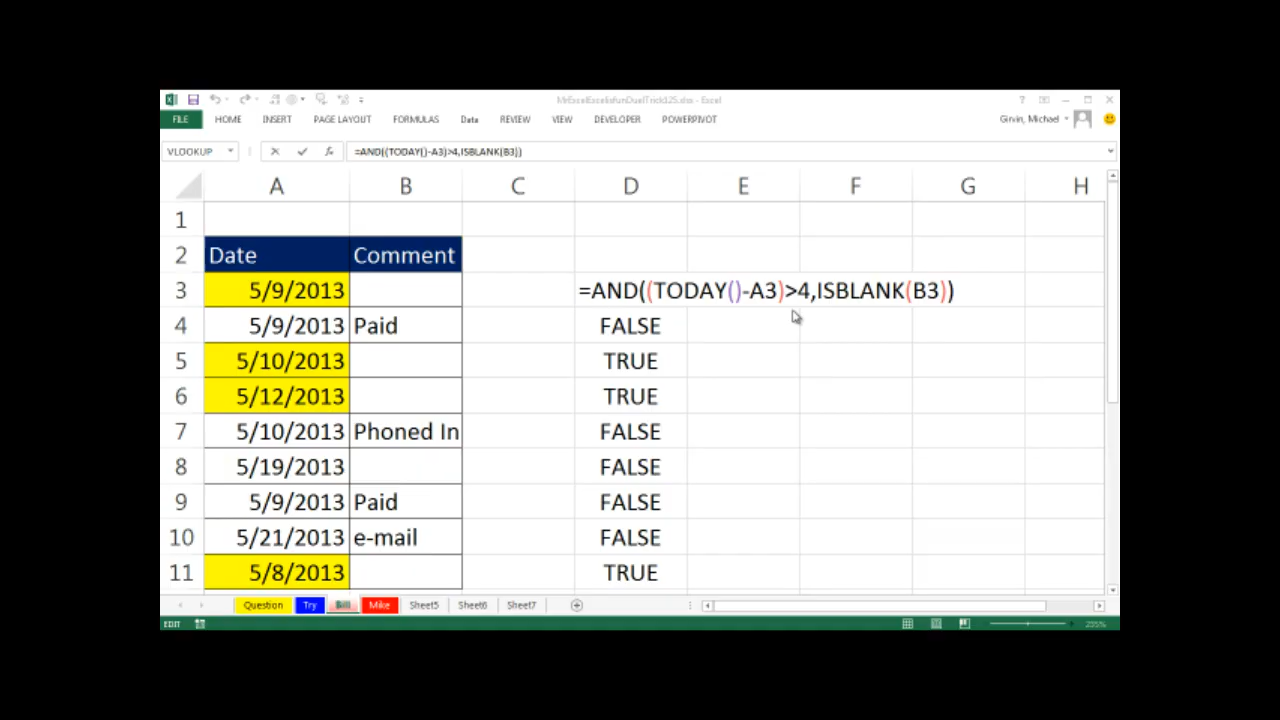 MrExcelExcelisfunDuelTrick125.xlsx - Excel
FILE HOME INSERT PAGE LAYOUT FORMULAS Data REVIEW VIEW DEVELOPER POWERPIVOT Girvin, Michael
VLOOKUP =AND((TODAY()-A3)>4,ISBLANK(B3))
A B C D E F G H
1
2 Date Comment
3 5/9/2013 =AND((TODAY()-A3)>4,ISBLANK(B3))
4 5/9/2013 Paid FALSE
5 5/10/2013 TRUE
6 5/12/2013 TRUE
7 5/10/2013 Phoned In FALSE
8 5/19/2013 FALSE
9 5/9/2013 Paid FALSE
10 5/21/2013 e-mail FALSE
11 5/8/2013 TRUE
Question Try Bill Mike Sheet5 Sheet6 Sheet7
EDIT